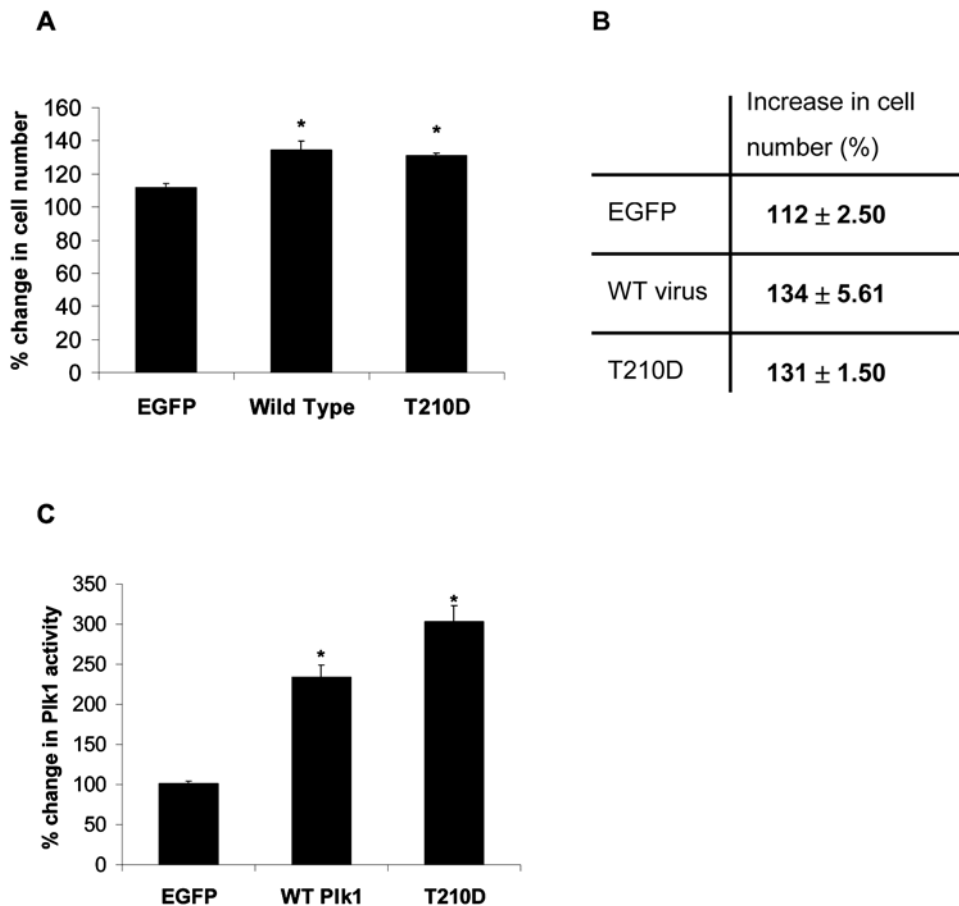 A
% change in cell number
160
140
120
100
80
60
40
20
0
*
*
EGFP
Wild Type
T210D
B
Increase in cell
number (%)
EGFP
112 ± 2.50
WT virus
134 ± 5.61
T210D
131 ± 1.50
C
% change in Plk1 activity
350
300
250
200
150
100
50
0
*
*
EGFP
WT Plk1
T210D